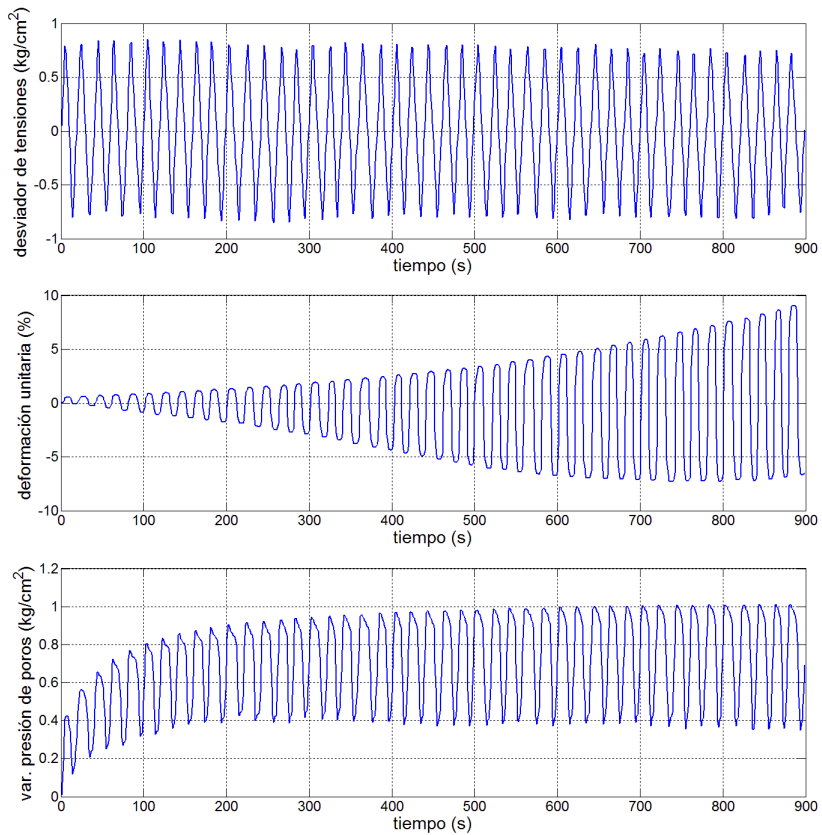 desviador de tensiones (kg/cm²)
1
0.5
0
-0.5
-1
0 100 200 300 400 500 600 700 800 900
tiempo (s)
deformación unitaria (%)
10
5
0
-5
-10
0 100 200 300 400 500 600 700 800 900
tiempo (s)
var. presión de poros (kg/cm²)
1.2
1
0.8
0.6
0.4
0.2
0
0 100 200 300 400 500 600 700 800 900
tiempo (s)